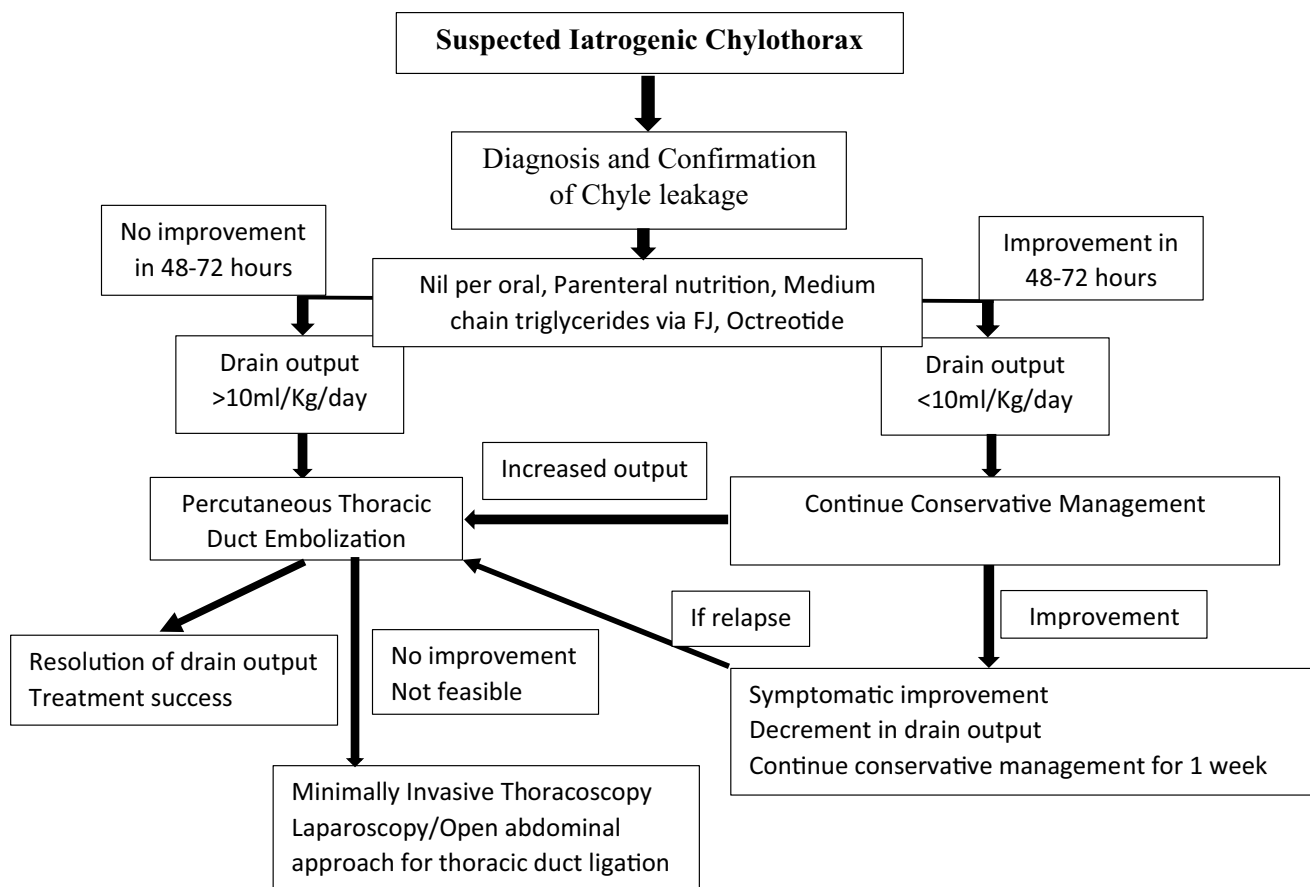 Suspected Iatrogenic Chylothorax
Diagnosis and Confirmation
of Chyle leakage
No improvement
in 48-72 hours
Improvement in
48-72 hours
Nil per oral, Parenteral nutrition, Medium
chain triglycerides via FJ, Octreotide
Drain output
>10ml/Kg/day
Drain output
<10ml/Kg/day
Increased output
Percutaneous Thoracic
Duct Embolization
Continue Conservative Management
If relapse
Improvement
Resolution of drain output
Treatment success
No improvement
Not feasible
Symptomatic improvement
Decrement in drain output
Continue conservative management for 1 week
Minimally Invasive Thoracoscopy
Laparoscopy/Open abdominal
approach for thoracic duct ligation